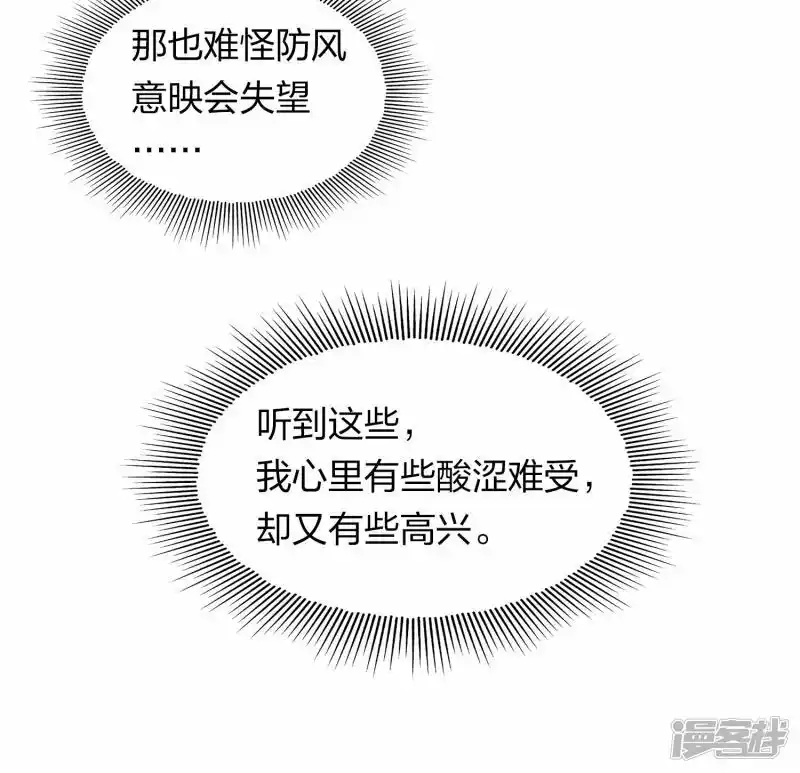 那也难怪防风
意映会失望
……
听到这些，
我心里有些酸涩难受，
却又有些高兴。
漫客栈